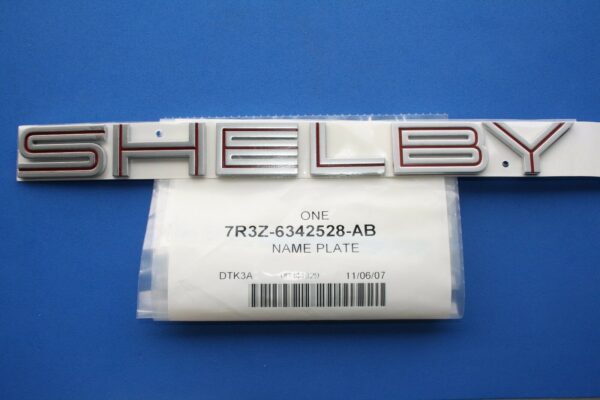 SHELBY
ONE
7R3Z-6342528-AB
NAME PLATE
DTK3A 11/06/07